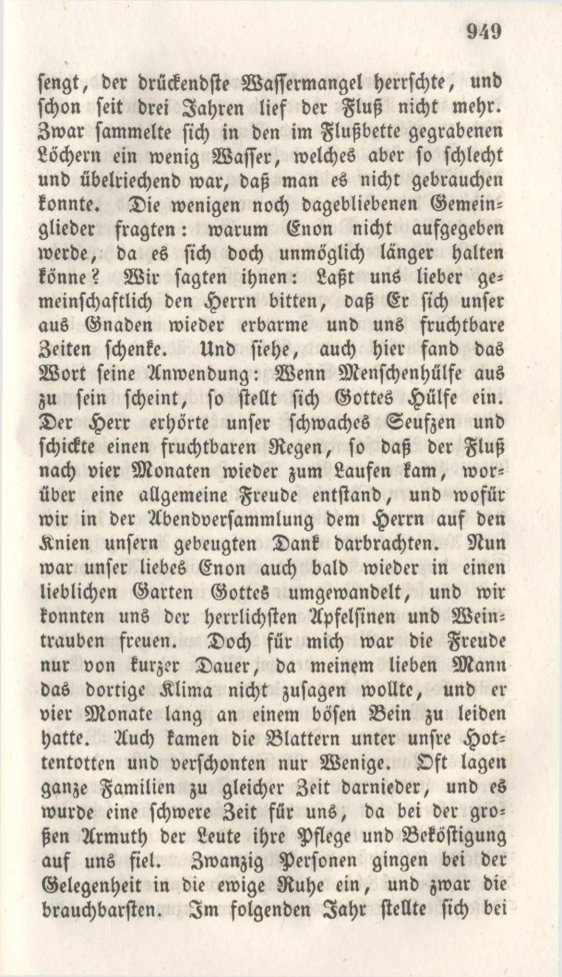 949
sengt, der drückendste Wassermangel herrschte, und
schon seit drei Jahren lief der Fluß nicht mehr.
Zwar sammelte sich in den im Flußbette gegrabenen
Löchern ein wenig Wasser, welches aber so schlecht
und übelriechend war, daß man es nicht gebrauchen
konnte. Die wenigen noch dagebliebenen Gemein-
glieder fragten: warum Enon nicht aufgegeben
werde, da es sich doch unmöglich länger halten
könne? Wir sagten ihnen: Laßt uns lieber ge-
meinschaftlich den Herrn bitten, daß Er sich unser
aus Gnaden wieder erbarme und uns fruchtbare
Zeiten schenke. Und siehe, auch hier fand das
Wort seine Anwendung: Wenn Menschenhülfe aus
zu sein scheint, so stellt sich Gottes Hülfe ein.
Der Herr erhörte unser schwaches Seufzen und
schickte einen fruchtbaren Regen, so daß der Fluß
nach vier Monaten wieder zum Laufen kam, wor-
über eine allgemeine Freude entstand, und wofür
wir in der Abendversammlung dem Herrn auf den
Knien unsern gebeugten Dank darbrachten. Nun
war unser liebes Enon auch bald wieder in einen
lieblichen Garten Gottes umgewandelt, und wir
konnten uns der herrlichsten Apfelsinen und Wein-
trauben freuen. Doch für mich war die Freude
nur von kurzer Dauer, da meinem lieben Mann
das dortige Klima nicht zusagen wollte, und er
vier Monate lang an einem bösen Bein zu leiden
hatte. Auch kamen die Blattern unter unsre Hot-
tentotten und verschonten nur Wenige. Oft lagen
ganze Familien zu gleicher Zeit darnieder, und es
wurde eine schwere Zeit für uns, da bei der gro-
ßen Armuth der Leute ihre Pflege und Beköstigung
auf uns fiel. Zwanzig Personen gingen bei der
Gelegenheit in die ewige Ruhe ein, und zwar die
brauchbarsten. Im folgenden Jahr stellte sich bei